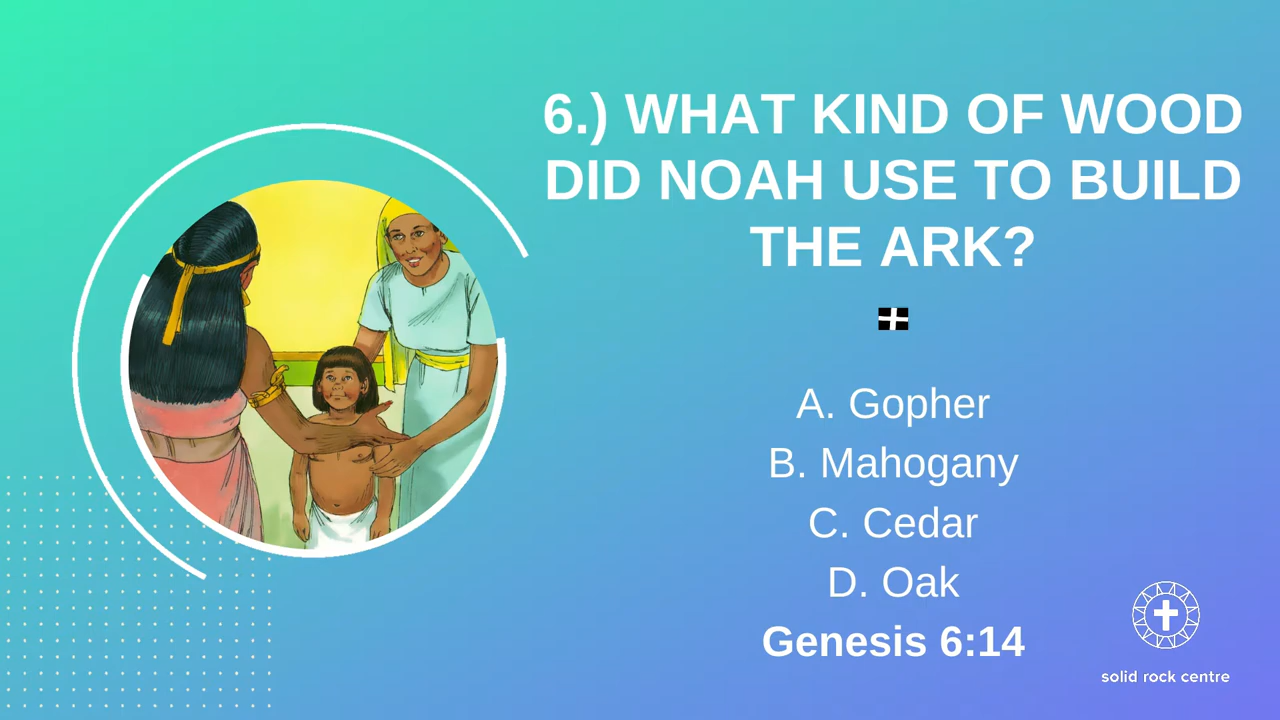 6.) WHAT KIND OF WOOD
DID NOAH USE TO BUILD
THE ARK?
A. Gopher
B. Mahogany
C. Cedar
D. Oak
Genesis 6:14
solid rock centre